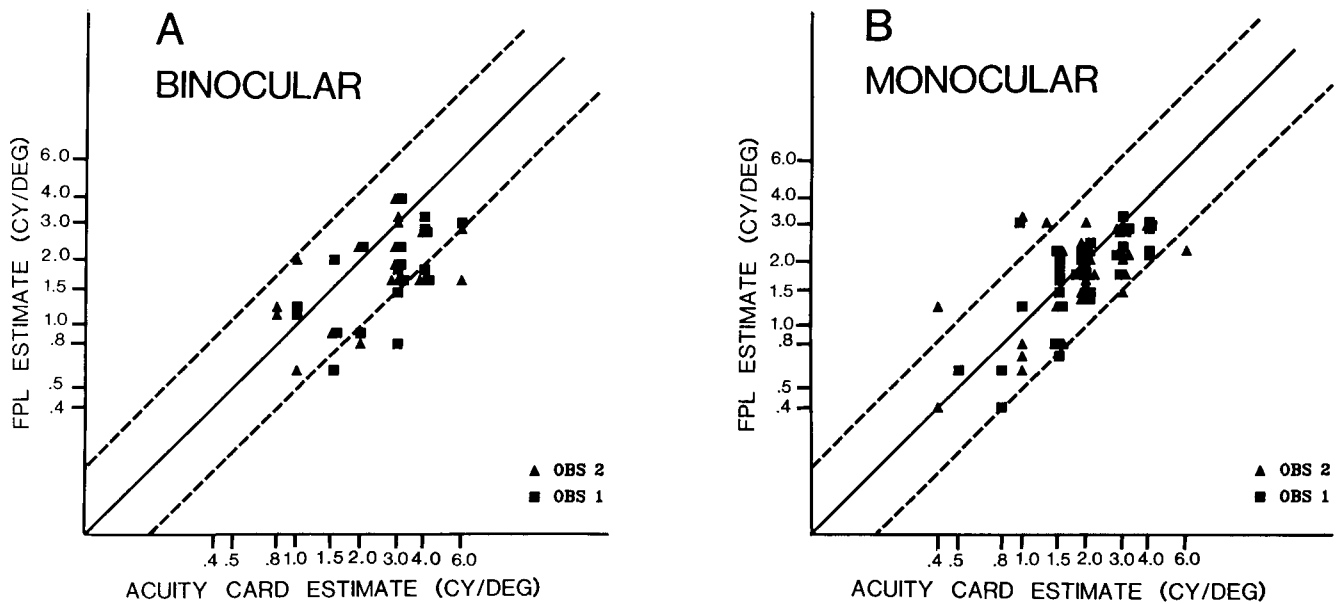 A
BINOCULAR
FPL ESTIMATE (CY/DEG)
6.0
4.0
3.0
2.0
1.5
1.0
.8
.5
.4
▲ OBS 2
■ OBS 1
.4 .5 .8 1.0 1.5 2.0 3.0 4.0 6.0
ACUITY CARD ESTIMATE (CY/DEG)
B
MONOCULAR
FPL ESTIMATE (CY/DEG)
6.0
4.0
3.0
2.0
1.5
1.0
.8
.5
.4
▲ OBS 2
■ OBS 1
.4 .5 .8 1.0 1.5 2.0 3.0 4.0 6.0
ACUITY CARD ESTIMATE (CY/DEG)